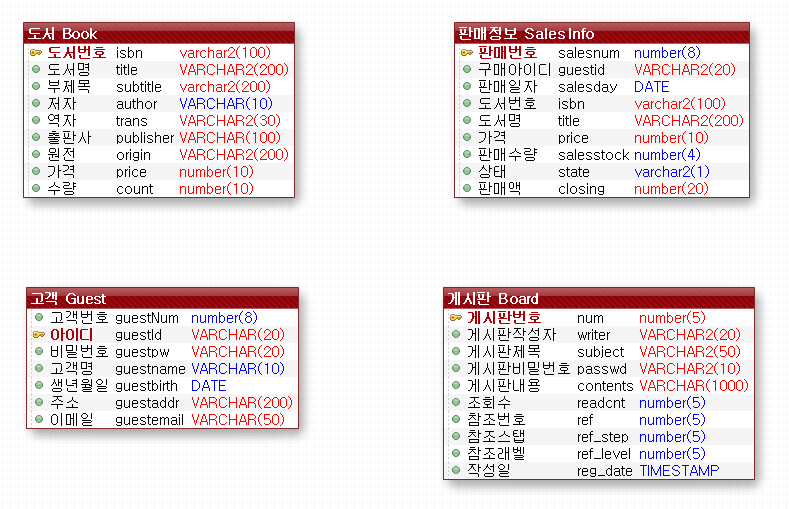 도서 Book
도서번호 isbn varchar2(100)
도서명 title VARCHAR2(200)
부제목 subtitle varchar2(200)
저자 author VARCHAR(10)
역자 trans VARCHAR2(30)
출판사 publisher VARCHAR(100)
원전 origin VARCHAR2(200)
가격 price number(10)
수량 count number(10)
판매정보 SalesInfo
판매번호 salesnum number(8)
구매아이디 guestid VARCHAR2(20)
판매일자 salesday DATE
도서번호 isbn varchar2(100)
도서명 title VARCHAR2(200)
가격 price number(10)
판매수량 salesstock number(4)
상태 state varchar2(1)
판매액 closing number(20)
고객 Guest
고객번호 guestNum number(8)
아이디 guestId VARCHAR(20)
비밀번호 guestpw VARCHAR(20)
고객명 guestname VARCHAR(10)
생년월일 guestbirth DATE
주소 guestaddr VARCHAR(200)
이메일 guestemail VARCHAR(50)
게시판 Board
게시판번호 num number(5)
게시판작성자 writer VARCHAR2(20)
게시판제목 subject VARCHAR2(50)
게시판비밀번호 passwd VARCHAR2(10)
게시판내용 contents VARCHAR(1000)
조회수 readcnt number(5)
참조번호 ref number(5)
참조스탭 ref_step number(5)
참조래벨 ref_level number(5)
작성일 reg_date TIMESTAMP